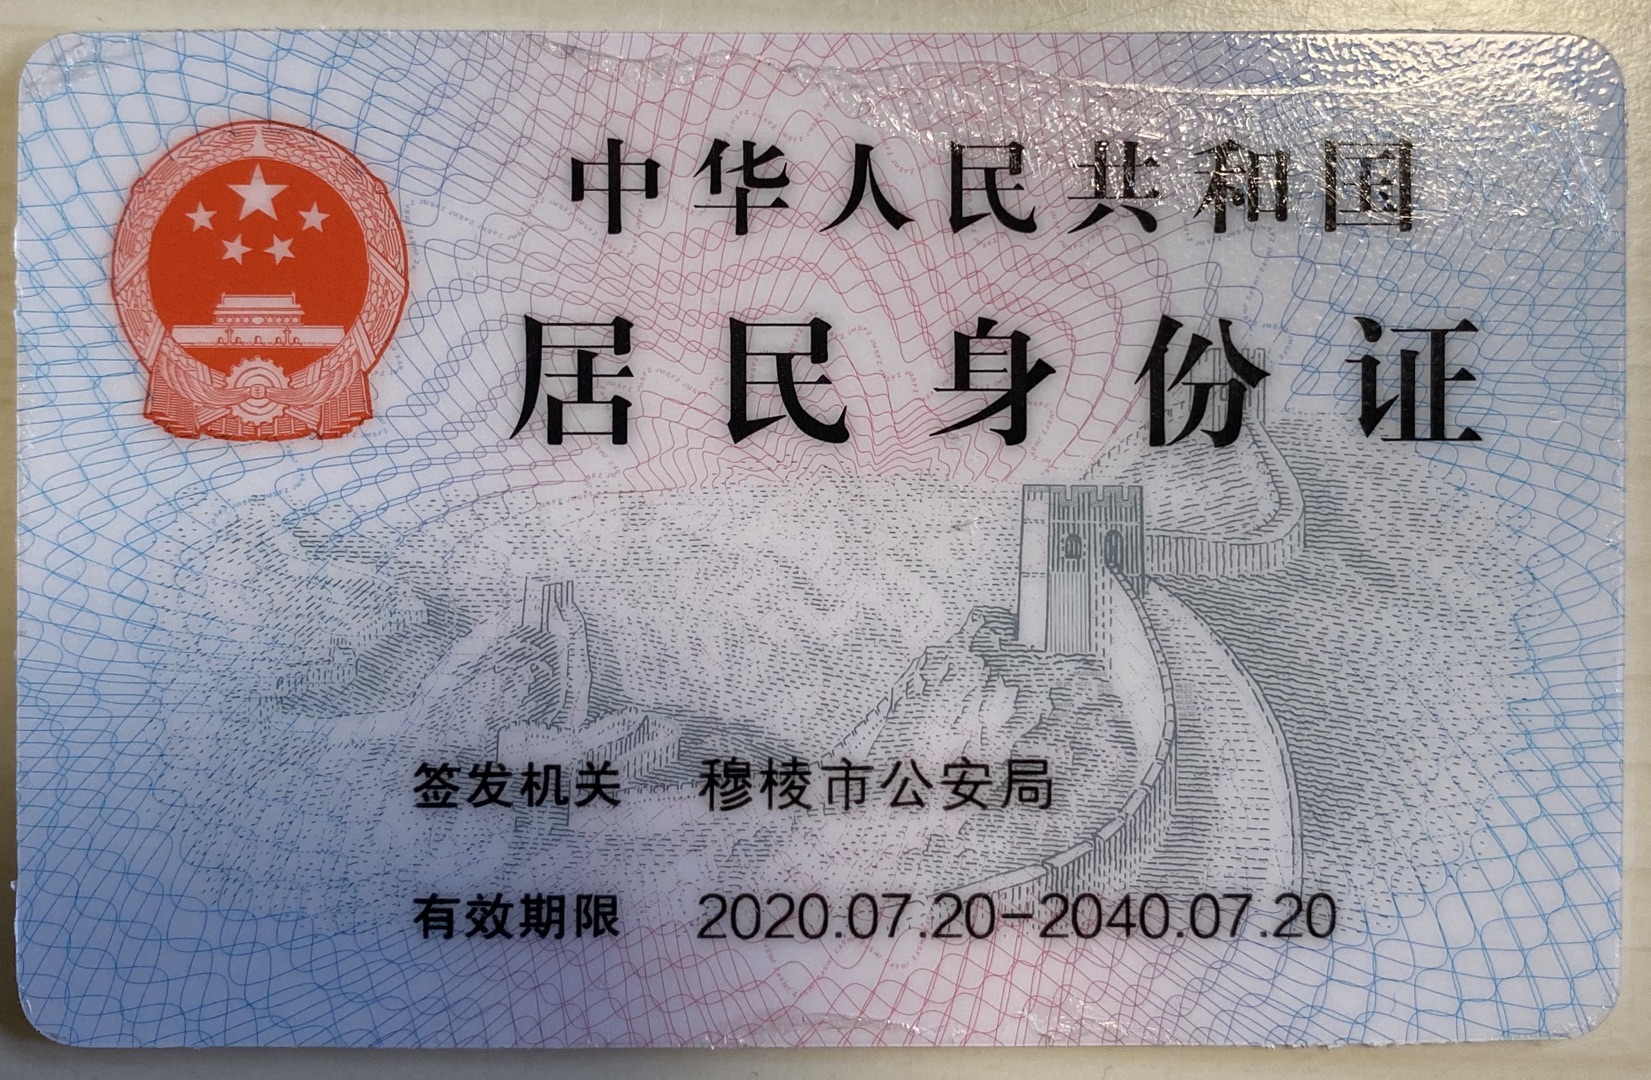 中华人民共和国
居民身份证
签发机关 穆棱市公安局
有效期限 2020.07.20-2040.07.20